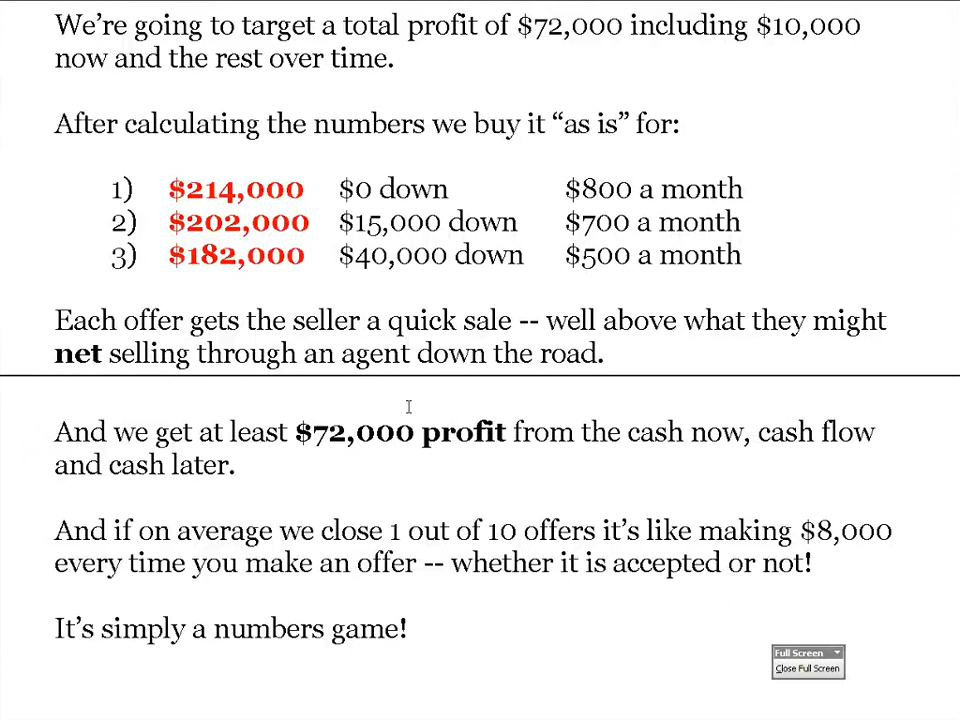 We're going to target a total profit of $72,000 including $10,000
now and the rest over time.
After calculating the numbers we buy it “as is” for:
1) $214,000 $0 down $800 a month
2) $202,000 $15,000 down $700 a month
3) $182,000 $40,000 down $500 a month
Each offer gets the seller a quick sale -- well above what they might
net selling through an agent down the road.
And we get at least $72,000 profit from the cash now, cash flow
and cash later.
And if on average we close 1 out of 10 offers it's like making $8,000
every time you make an offer -- whether it is accepted or not!
It's simply a numbers game!
Full Screen
Close Full Screen